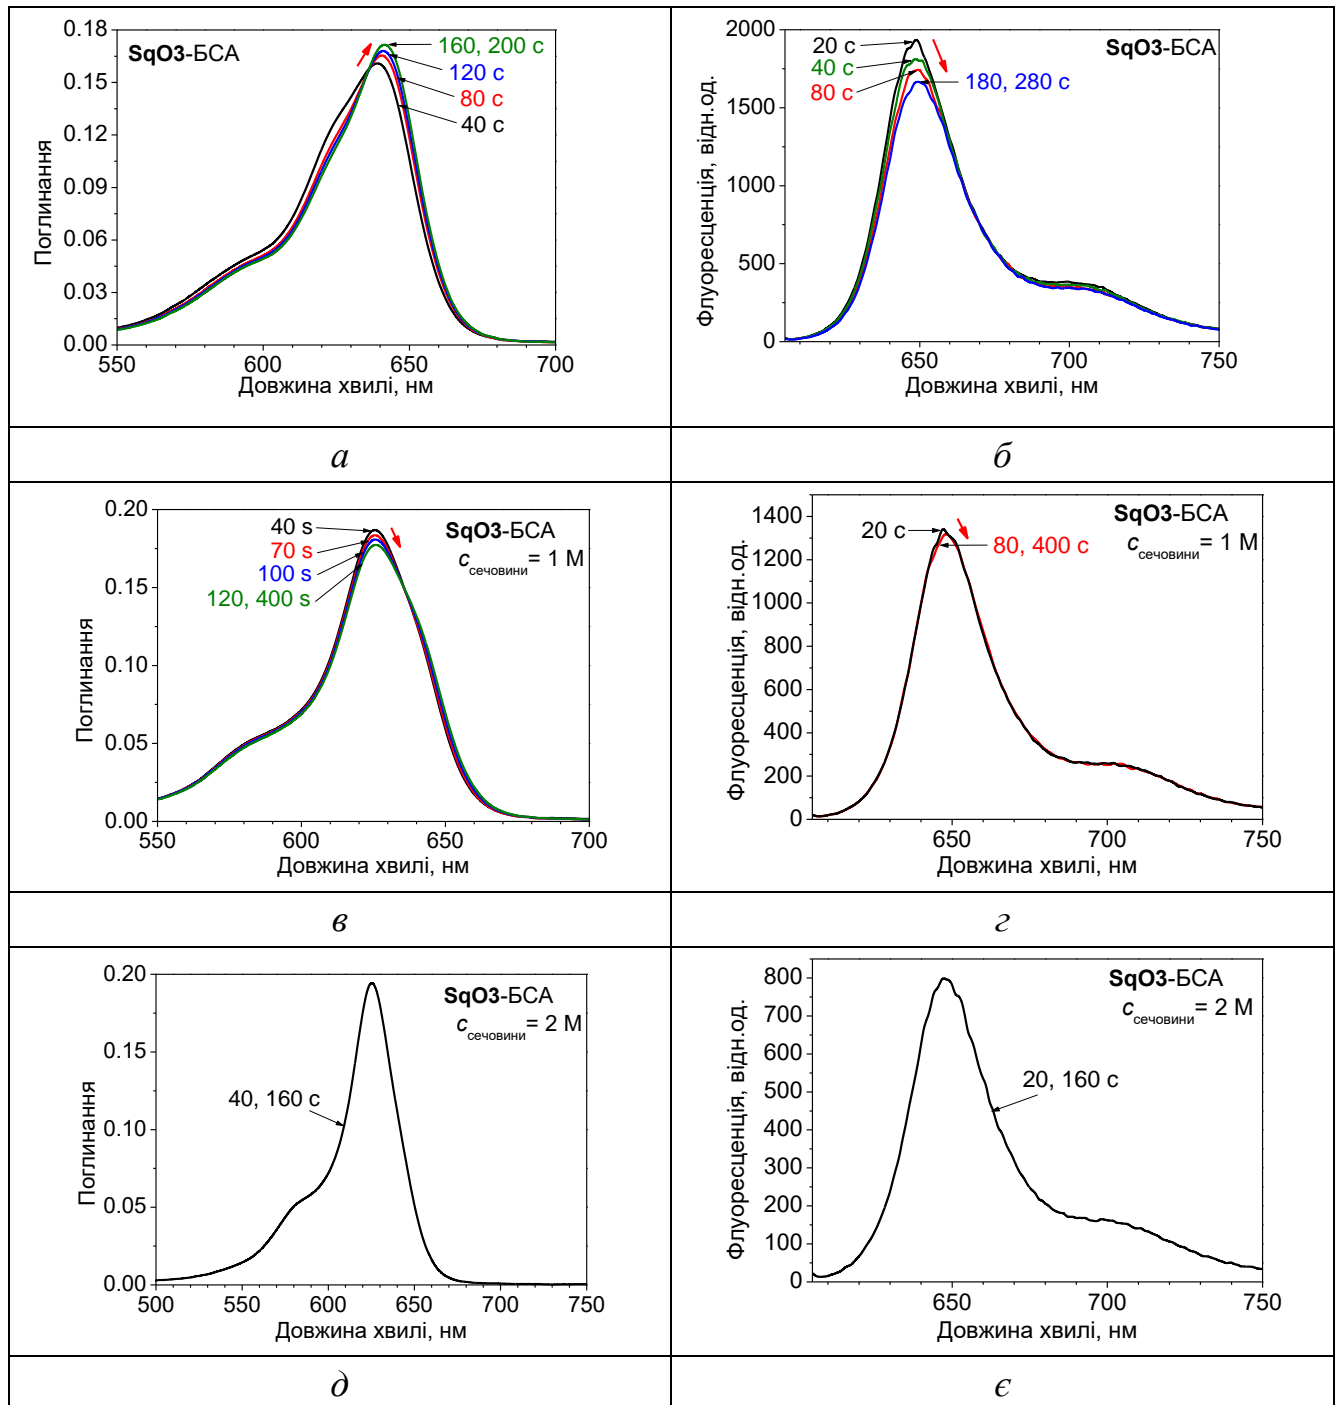 0.18
0.15
0.12
0.09
0.06
0.03
0.00
550
600
650
700
Поглинання
Довжина хвилі, нм
SqO3-БСА
160, 200 с
120 с
80 с
40 с
2000
1500
1000
500
0
650
700
750
Флуоресценція, відн.од.
Довжина хвилі, нм
SqO3-БСА
20 с
40 с
80 с
180, 280 с
а
б
0.20
0.15
0.10
0.05
0.00
550
600
650
700
Поглинання
Довжина хвилі, нм
40 s
70 s
100 s
120, 400 s
SqO3-БСА
c сечовини = 1 М
1400
1200
1000
800
600
400
200
0
650
700
750
Флуоресценція, відн.од.
Довжина хвилі, нм
20 с
80, 400 с
SqO3-БСА
c сечовини = 1 М
в
г
0.20
0.15
0.10
0.05
0.00
500
550
600
650
700
750
Поглинання
Довжина хвилі, нм
40, 160 с
SqO3-БСА
c сечовини = 2 М
800
700
600
500
400
300
200
100
0
650
700
750
Флуоресценція, відн.од.
Довжина хвилі, нм
20, 160 с
SqO3-БСА
c сечовини = 2 М
д
є